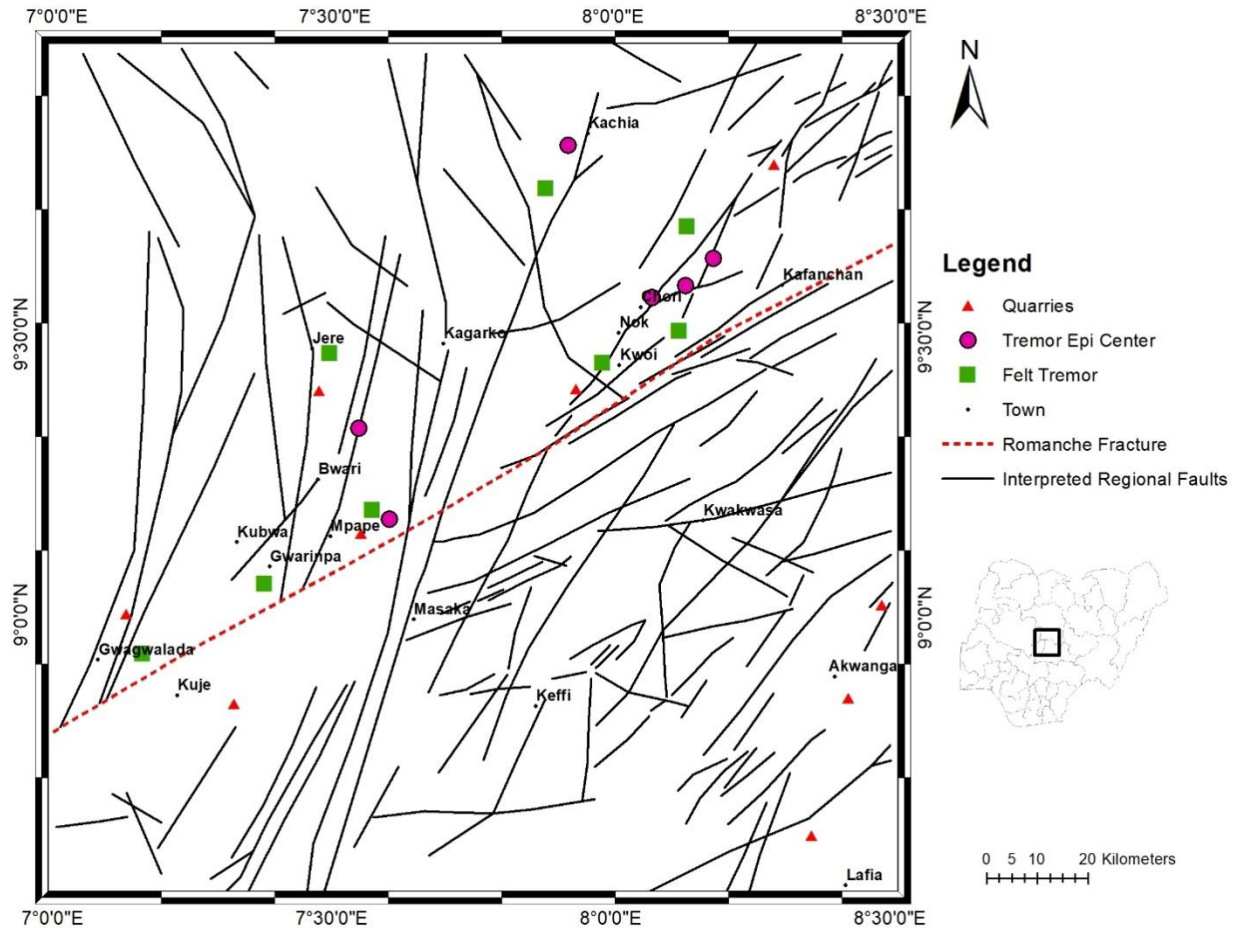 7°0'0"E
7°30'0"E
8°0'0"E
8°30'0"E
N
Kachia
Kafanchan
Chori
Nok
Kagarko
Jere
Kwoi
9°30'0"N
9°30'0"N
Bwari
Kwakwasa
Kubwa
Mpape
Gwarinpa
Masaka
9°0'0"N
9°0'0"N
Gwagwalada
Akwanga
Kuje
Keffi
Lafia
7°0'0"E
7°30'0"E
8°0'0"E
8°30'0"E
Legend
Quarries
Tremor Epi Center
Felt Tremor
Town
Romanche Fracture
Interpreted Regional Faults
0 5 10 20 Kilometers